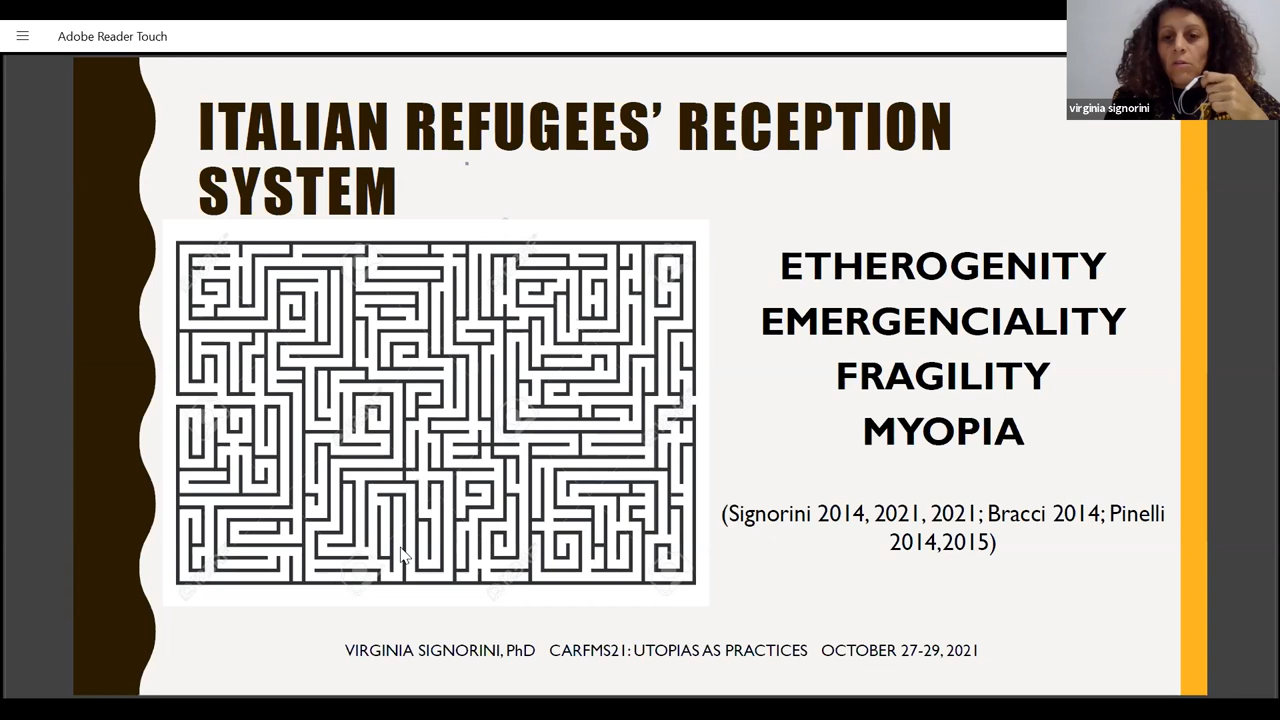 Adobe Reader Touch
virginia signorini
ITALIAN REFUGEES’ RECEPTION
SYSTEM
ETHEROGENITY
EMERGENCIALITY
FRAGILITY
MYOPIA
(Signorini 2014, 2021, 2021; Bracci 2014; Pinelli
2014,2015)
VIRGINIA SIGNORINI, PhD CARFMS21: UTOPIAS AS PRACTICES OCTOBER 27-29, 2021